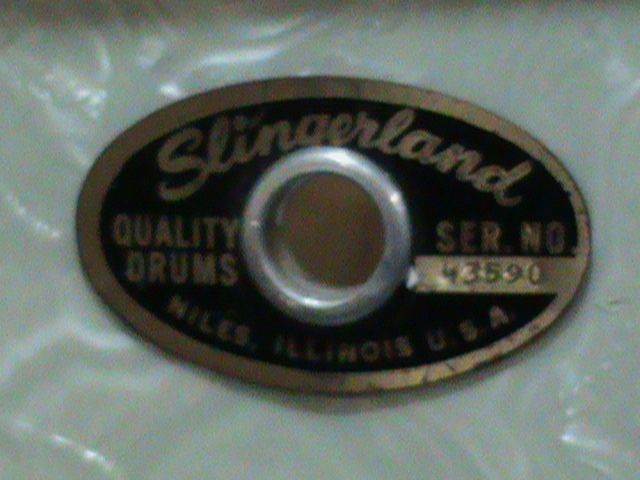 Slingerland
QUALITY
DRUMS
SER. NO.
43590
NILES, ILLINOIS U.S.A.